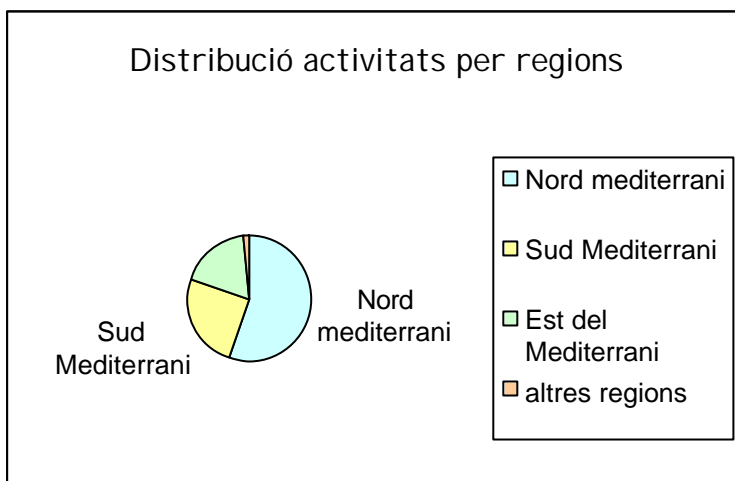 Distribució activitats per regions
Nord mediterrani
Sud Mediterrani
Est del
Mediterrani
altres regions
Nord
mediterrani
Sud
Mediterrani